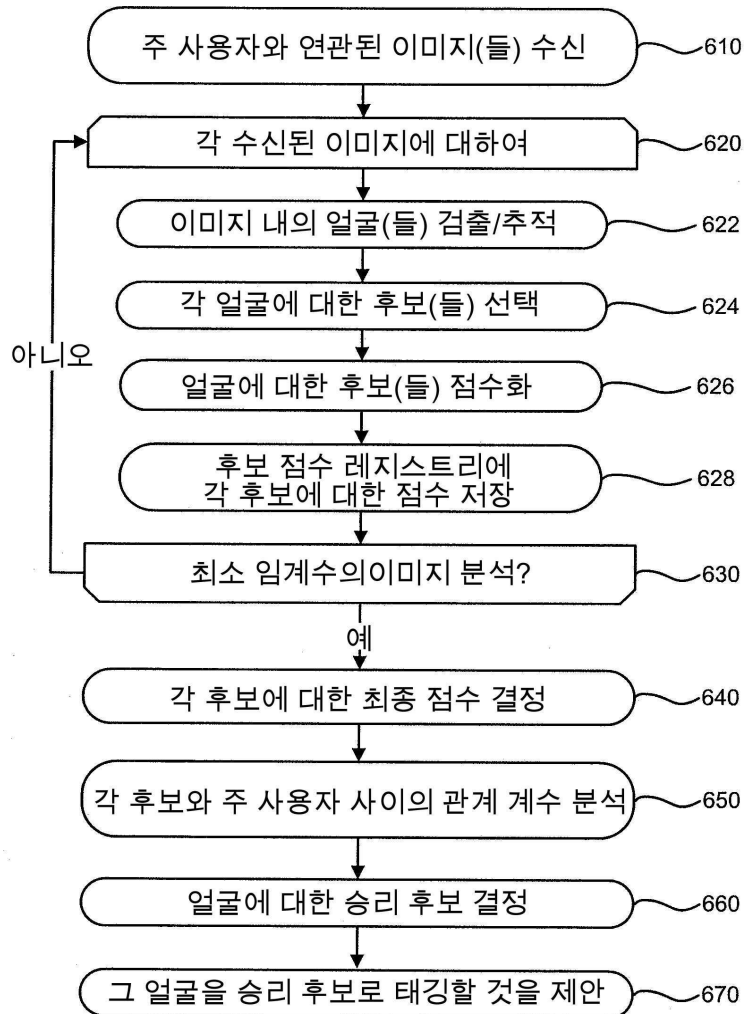 주 사용자와 연관된 이미지(들) 수신
610
각 수신된 이미지에 대하여
620
이미지 내의 얼굴(들) 검출/추적
622
각 얼굴에 대한 후보(들) 선택
624
아니오
얼굴에 대한 후보(들) 점수화
626
후보 점수 레지스트리에
각 후보에 대한 점수 저장
628
최소 임계수의이미지 분석?
630
예
각 후보에 대한 최종 점수 결정
640
각 후보와 주 사용자 사이의 관계 계수 분석
650
얼굴에 대한 승리 후보 결정
660
그 얼굴을 승리 후보로 태깅할 것을 제안
670